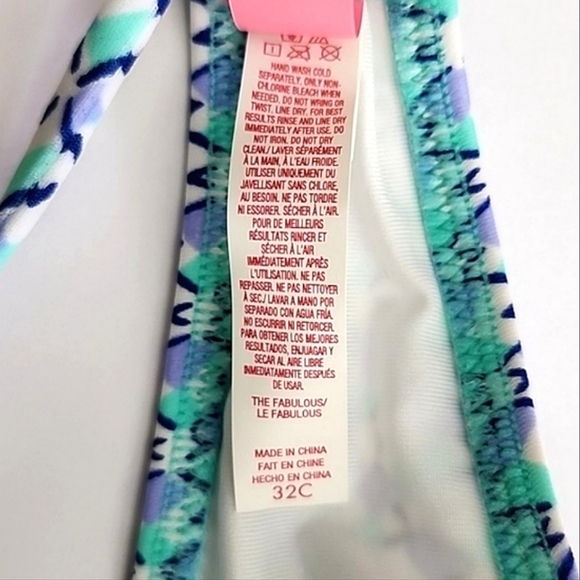 HAND WASH COLD
SEPARATELY. ONLY NON-
CHLORINE BLEACH WHEN
NEEDED. DO NOT WRING OR
TWIST. LINE DRY. FOR BEST
RESULTS RINSE AND LINE DRY
IMMEDIATELY AFTER USE. DO
NOT IRON. DO NOT DRY
CLEAN./ LAVER SÉPARÉMENT
À LA MAIN, À L'EAU FROIDE.
UTILISER UNIQUEMENT DU
JAVELLISANT SANS CHLORE,
AU BESOIN. NE PAS TORDRE
NI ESSORER. SÉCHER À L'AIR.
POUR DE MEILLEURS
RÉSULTATS RINCER ET
SÉCHER À L'AIR
IMMÉDIATEMENT APRÈS
L'UTILISATION. NE PAS
REPASSER. NE PAS NETTOYER
À SEC./ LAVAR A MANO POR
SEPARADO CON AGUA FRÍA.
NO ESCURRIR NI RETORCER.
PARA OBTENER LOS MEJORES
RESULTADOS, ENJUAGAR Y
SECAR AL AIRE LIBRE
INMEDIATAMENTE DESPUÉS
DE USAR.
THE FABULOUS/
LE FABULOUS
MADE IN CHINA
FAIT EN CHINE
HECHO EN CHINA
32C